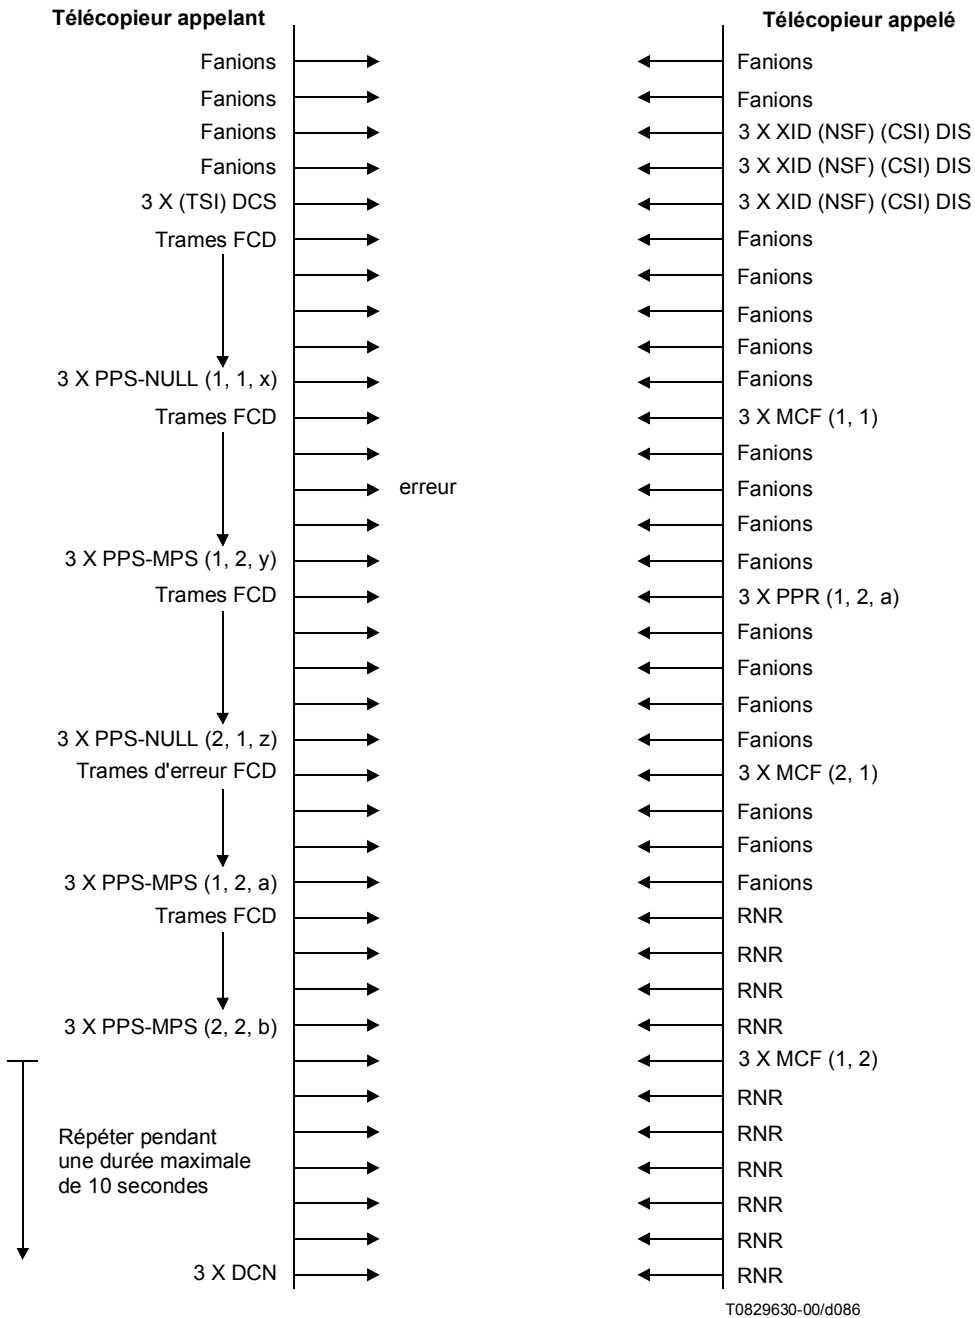 Télécopieur appelant Télécopieur appelé
Fanions Fanions
Fanions Fanions
Fanions 3 X XID (NSF) (CSI) DIS
Fanions 3 X XID (NSF) (CSI) DIS
3 X (TSI) DCS 3 X XID (NSF) (CSI) DIS
Trames FCD Fanions
Fanions
Fanions
Fanions
3 X PPS-NULL (1, 1, x) Fanions
Trames FCD 3 X MCF (1, 1)
Fanions
erreur Fanions
Fanions
3 X PPS-MPS (1, 2, y) Fanions
Trames FCD 3 X PPR (1, 2, a)
Fanions
Fanions
Fanions
3 X PPS-NULL (2, 1, z) Fanions
Trames d'erreur FCD 3 X MCF (2, 1)
Fanions
Fanions
3 X PPS-MPS (1, 2, a) Fanions
Trames FCD RNR
RNR
RNR
3 X PPS-MPS (2, 2, b) RNR
3 X MCF (1, 2)
RNR
Répéter pendant RNR
une durée maximale
de 10 secondes RNR
RNR
RNR
3 X DCN RNR
T0829630-00/d086